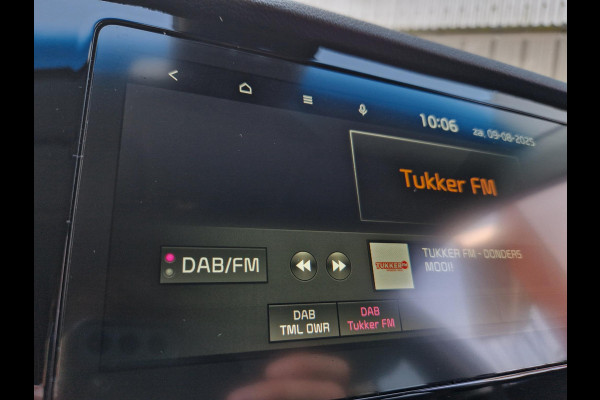 10:06
za, 09-08-2025
Tukker FM
DAB/FM
TUKKER
TUKKER FM - DONDERS
MOOI!
DAB
TML OWR
DAB
Tukker FM